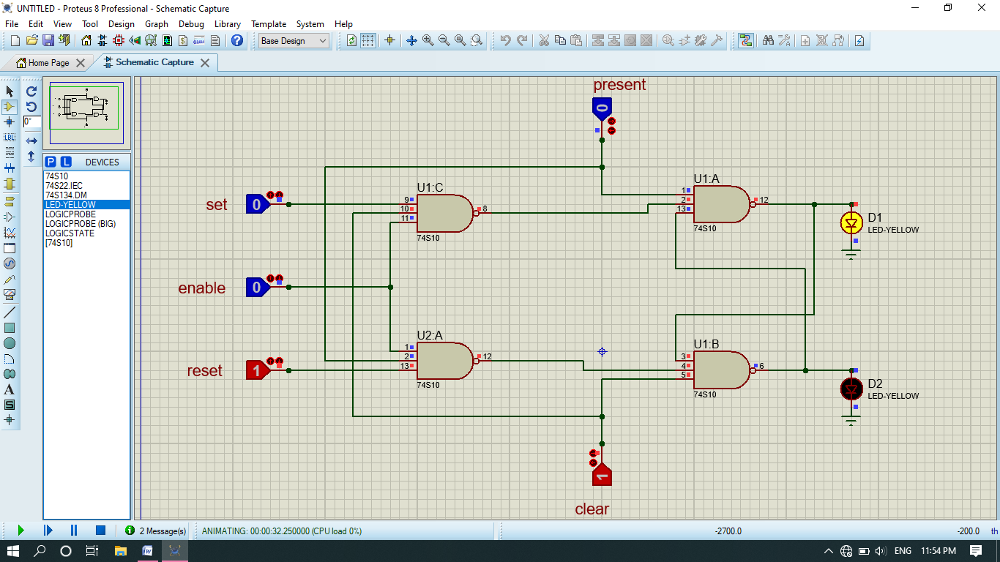 UNTITLED - Proteus 8 Professional - Schematic Capture
File Edit View Tool Design Graph Debug Library Template System Help
Base Design
Home Page
Schematic Capture
0°
LBL
P L DEVICES
74S10
74S22.IEC
74S134.DM
LED-YELLOW
LOGICPROBE
LOGICPROBE (BIG)
LOGICSTATE
[74S10]
A
S
present
0
U1:C
U1:A
set
0
9
10
11
8
74S10
1
2
13
12
74S10
D1
LED-YELLOW
enable
0
U2:A
U1:B
reset
1
1
2
13
12
74S10
3
4
5
6
74S10
D2
LED-YELLOW
1
clear
2 Message(s)
ANIMATING: 00:00:32.250000 (CPU load 0%)
-2700.0
-200.0
th
W
ENG
11:54 PM